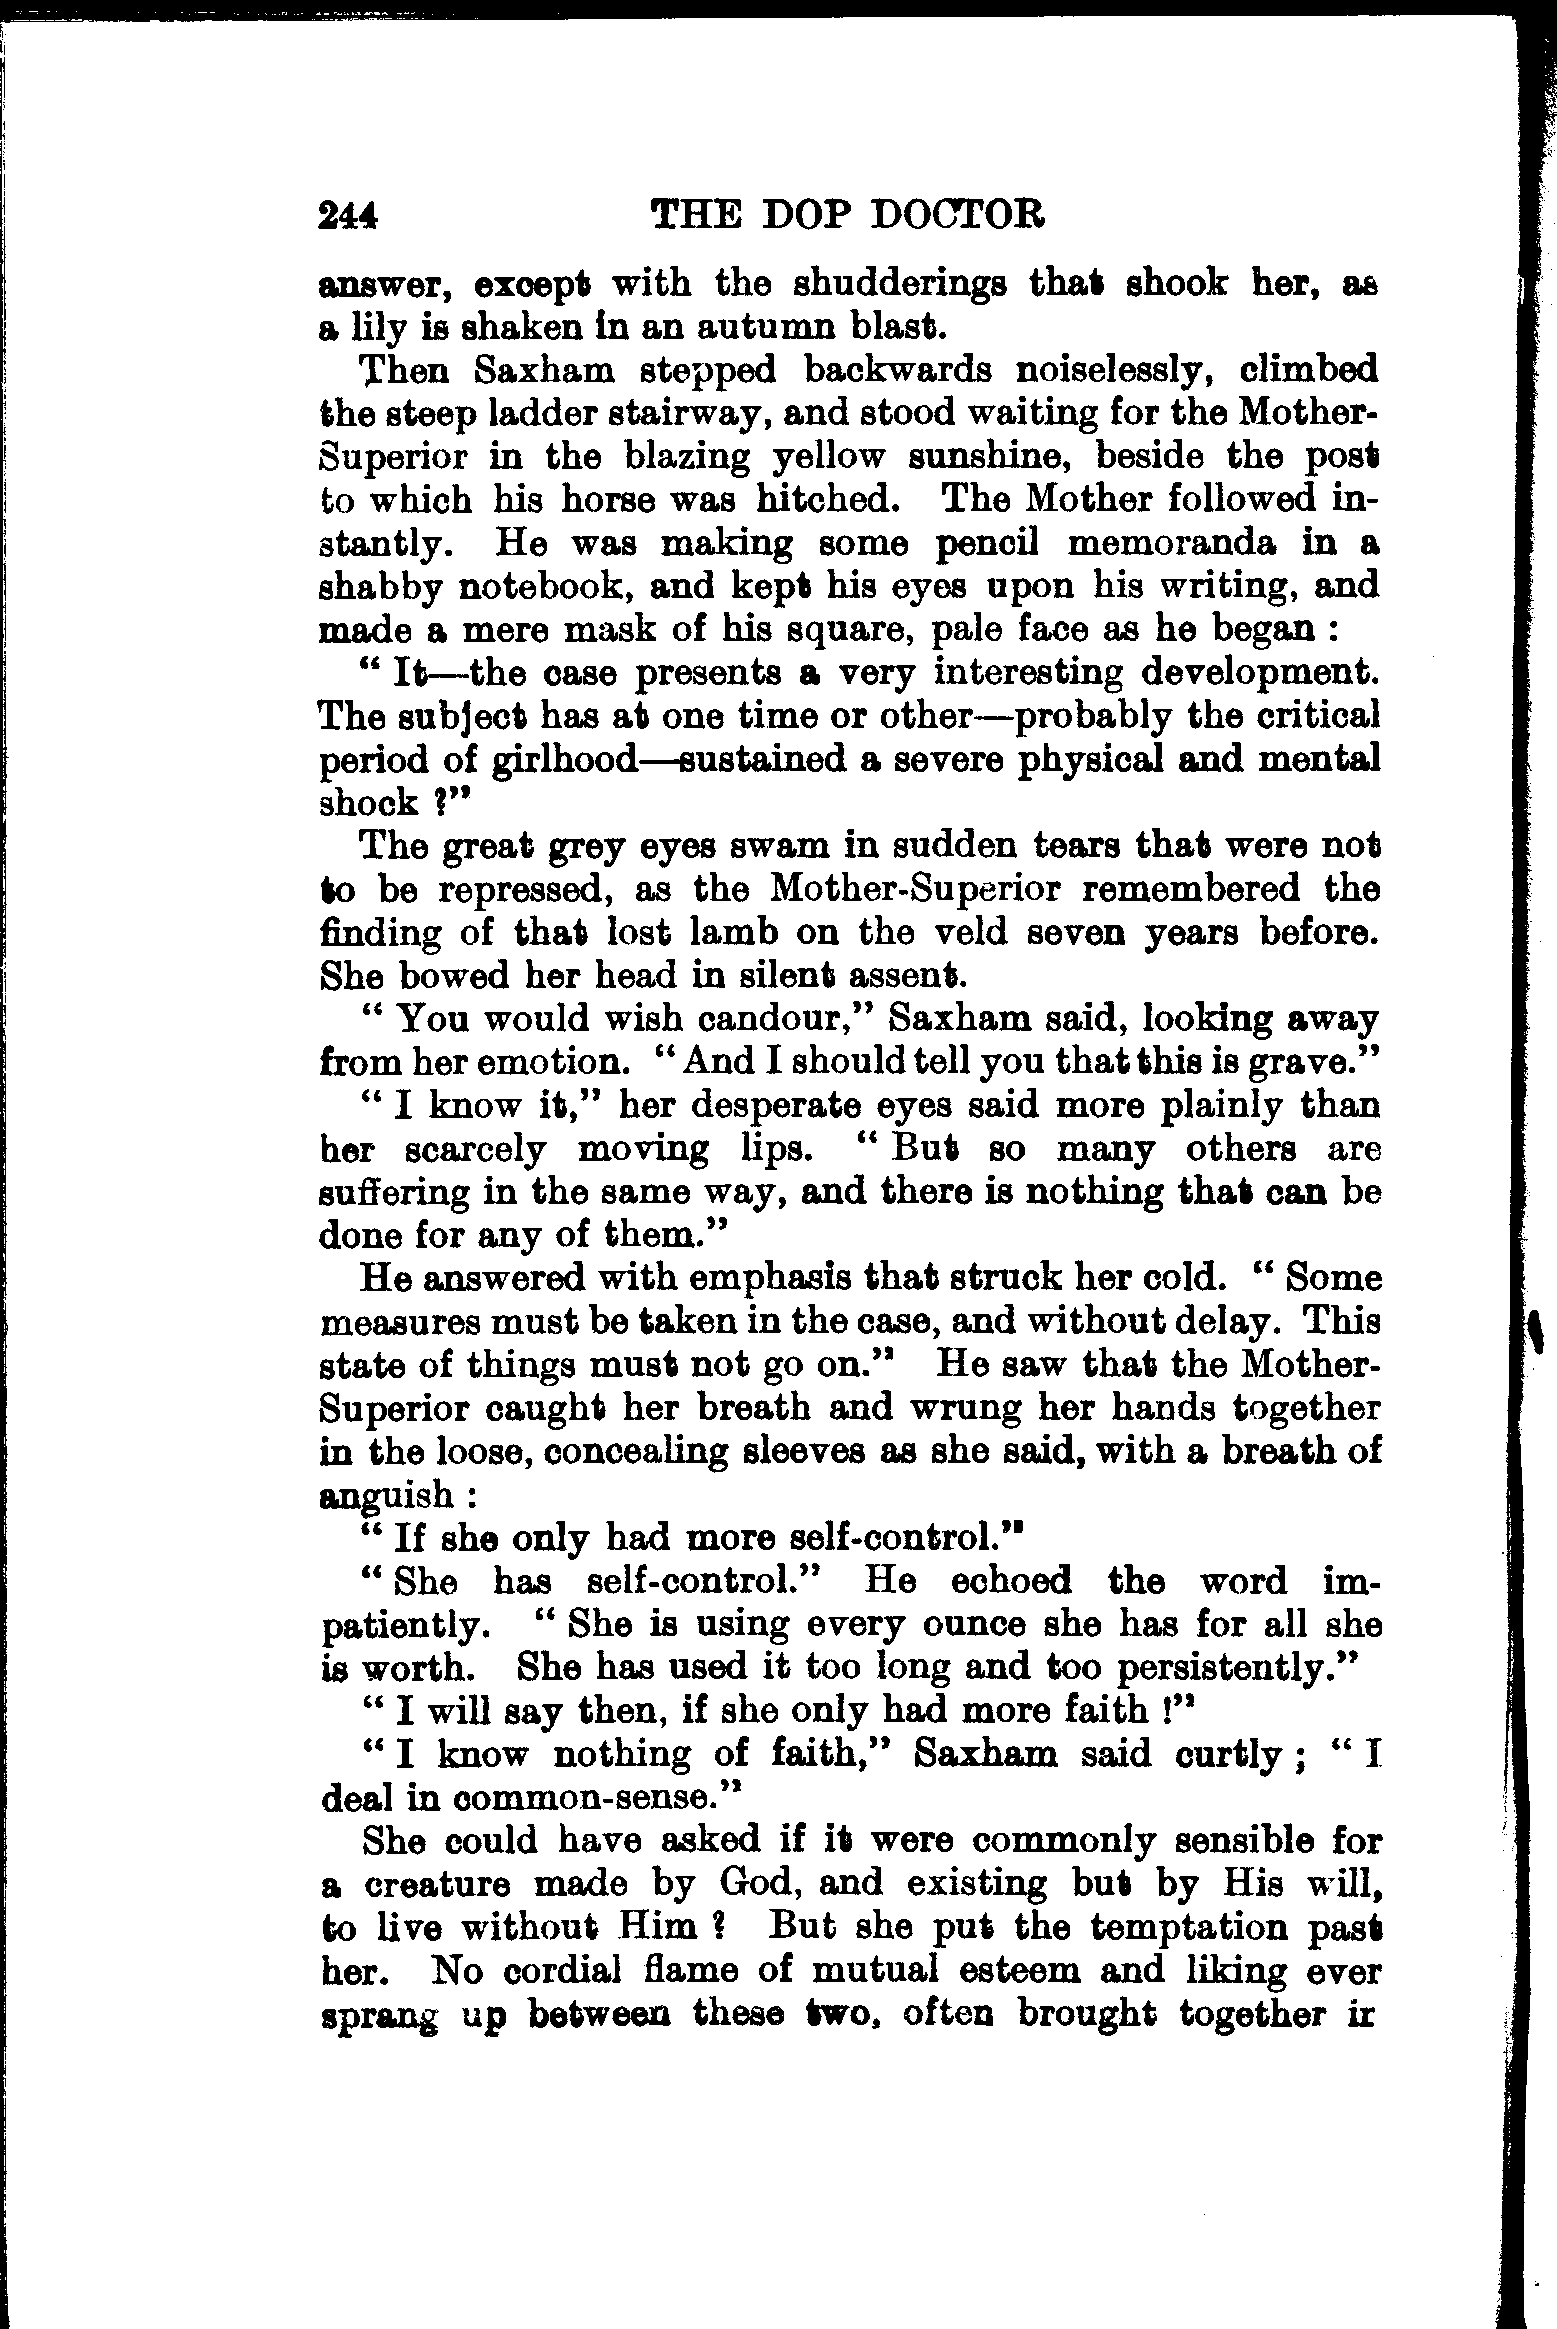 244 THE DOP DOCTOR
answer, except with the shudderings that shook her, as
a lily is shaken in an autumn blast.
Then Saxham stepped backwards noiselessly, climbed
the steep ladder stairway, and stood waiting for the Mother-
Superior in the blazing yellow sunshine, beside the post
to which his horse was hitched. The Mother followed in-
stantly. He was making some pencil memoranda in a
shabby notebook, and kept his eyes upon his writing, and
made a mere mask of his square, pale face as he began :
“ It—the case presents a very interesting development.
The subject has at one time or other—probably the critical
period of girlhood—sustained a severe physical and mental
shock ?”
The great grey eyes swam in sudden tears that were not
to be repressed, as the Mother-Superior remembered the
finding of that lost lamb on the veld seven years before.
She bowed her head in silent assent.
“ You would wish candour,” Saxham said, looking away
from her emotion. “ And I should tell you that this is grave.”
“ I know it,” her desperate eyes said more plainly than
her scarcely moving lips. “ But so many others are
suffering in the same way, and there is nothing that can be
done for any of them.”
He answered with emphasis that struck her cold. “ Some
measures must be taken in the case, and without delay. This
state of things must not go on.” He saw that the Mother-
Superior caught her breath and wrung her hands together
in the loose, concealing sleeves as she said, with a breath of
anguish :
“ If she only had more self-control.”
“ She has self-control.” He echoed the word im-
patiently. “ She is using every ounce she has for all she
is worth. She has used it too long and too persistently.”
“ I will say then, if she only had more faith !”
“ I know nothing of faith,” Saxham said curtly ; “ I
deal in common-sense.”
She could have asked if it were commonly sensible for
a creature made by God, and existing but by His will,
to live without Him ? But she put the temptation past
her. No cordial flame of mutual esteem and liking ever
sprang up between these two, often brought together in